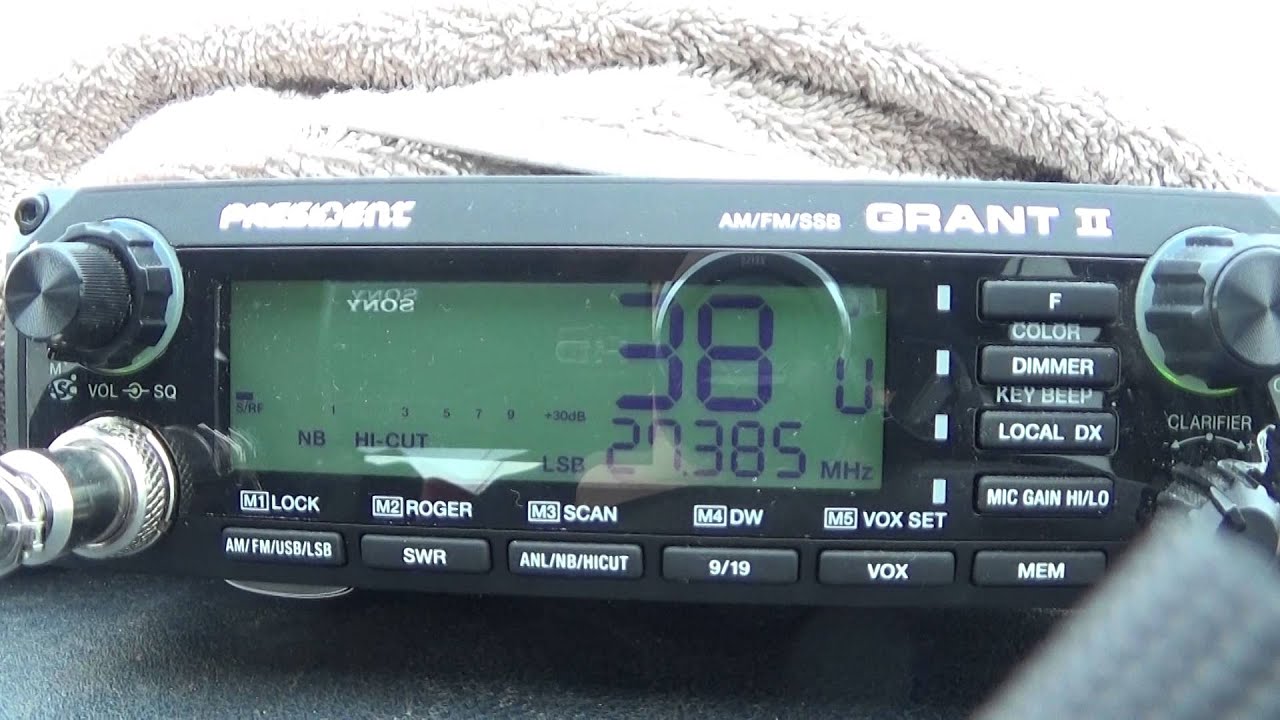 PRESIDENT AM/FM/SSB GRANT II
SONY
38 U
F
COLOR
DIMMER
KEY BEEP
LOCAL DX
MIC GAIN HI/LO
M
ASC VOL SQ
CLARIFIER
- +
S/RF 1 3 5 7 9 +30dB
NB HI-CUT LSB 27.385 MHz
M1 LOCK M2 ROGER M3 SCAN M4 DW M5 VOX SET
AM/FM/USB/LSB SWR ANL/NB/HICUT 9/19 VOX MEM